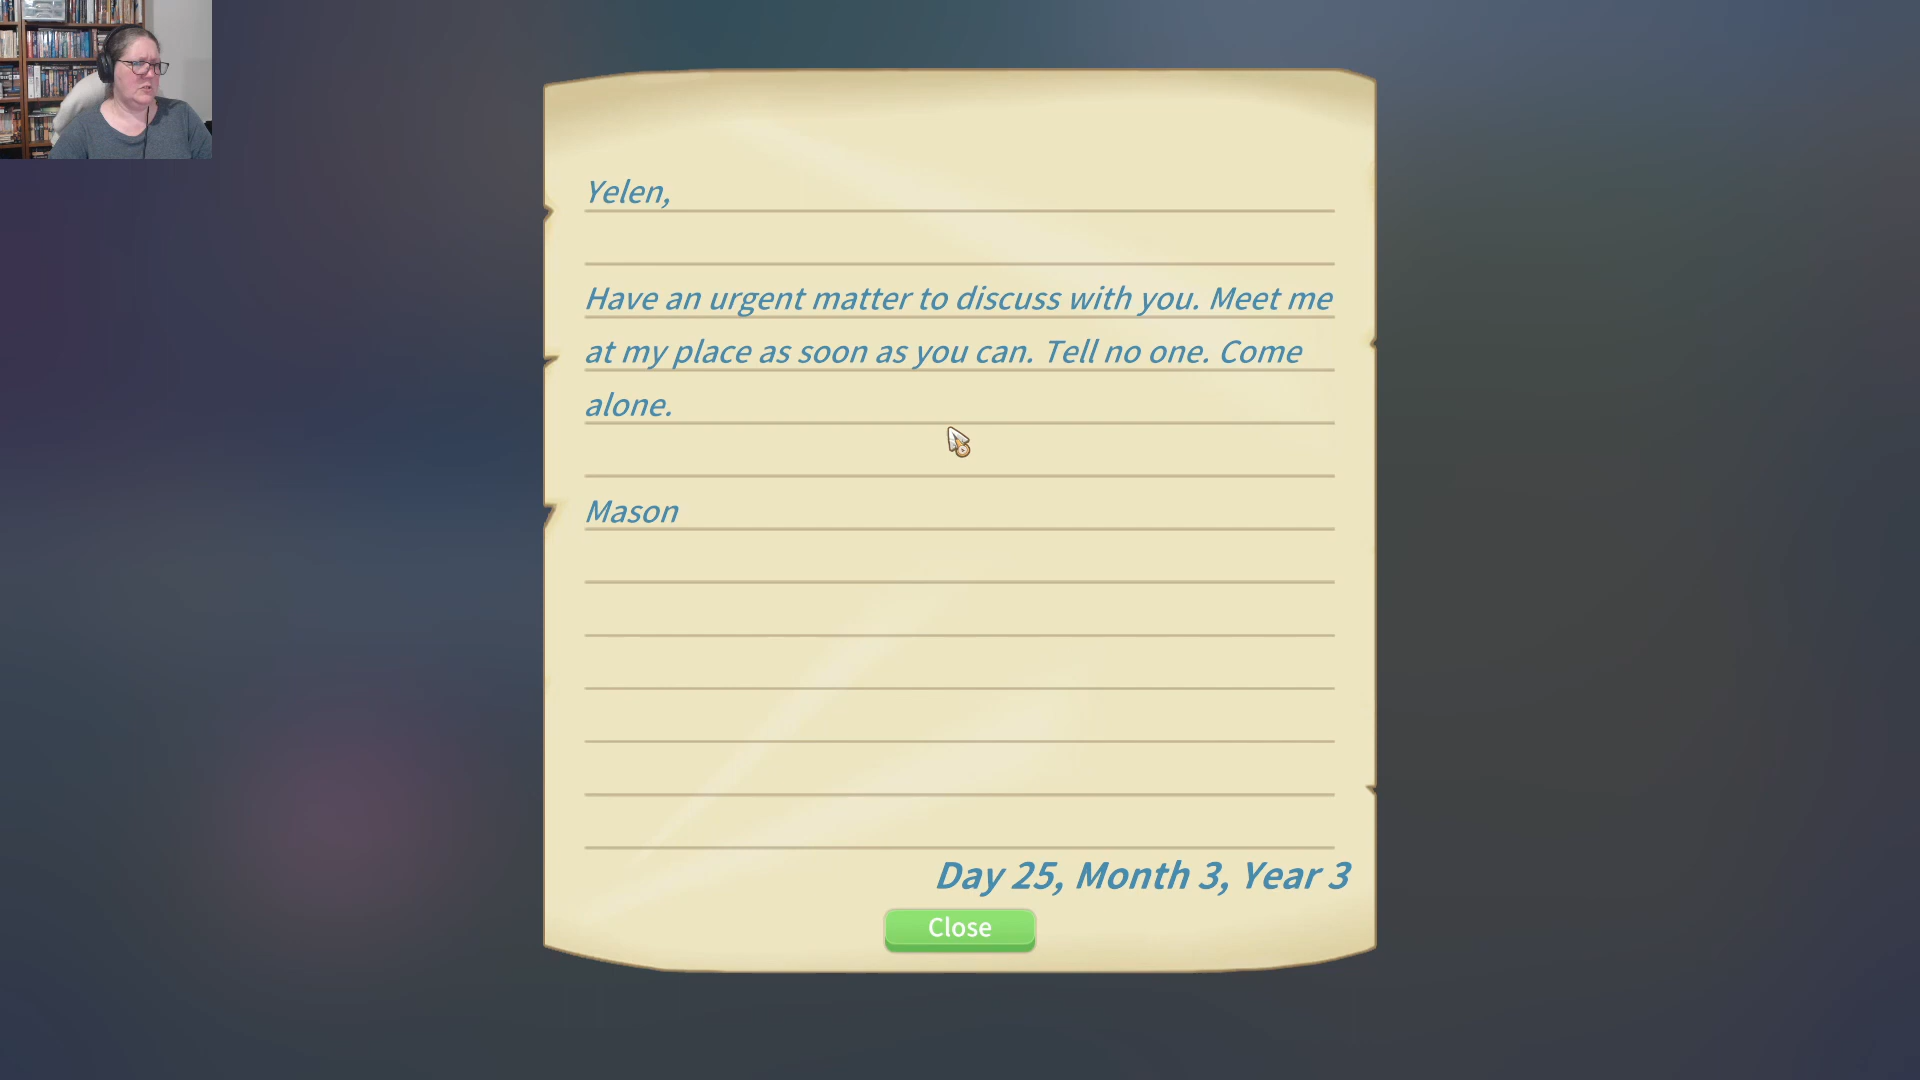 Yelen,
Have an urgent matter to discuss with you. Meet me
at my place as soon as you can. Tell no one. Come
alone.
Mason
Day 25, Month 3, Year 3
Close